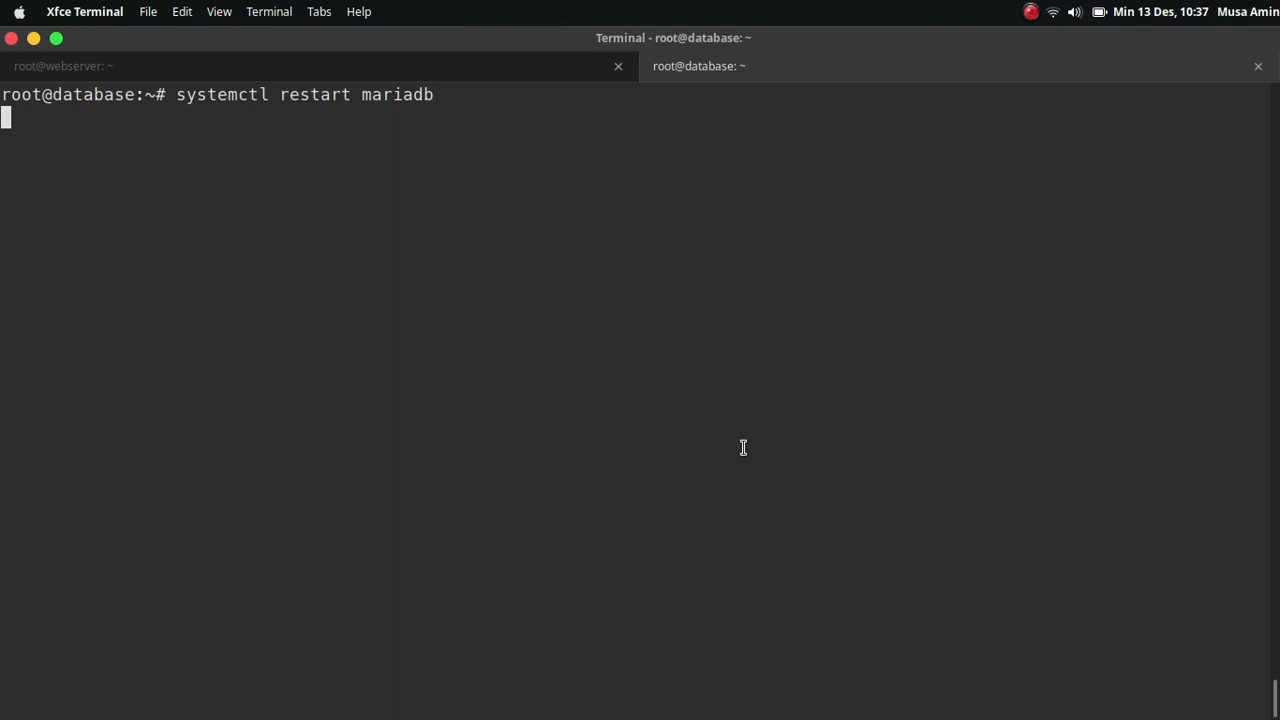 Xfce Terminal File Edit View Terminal Tabs Help Min 13 Des, 10:37 Musa Amin
Terminal - root@database: ~
root@webserver: ~ × root@database: ~ ×
root@database:~# systemctl restart mariadb